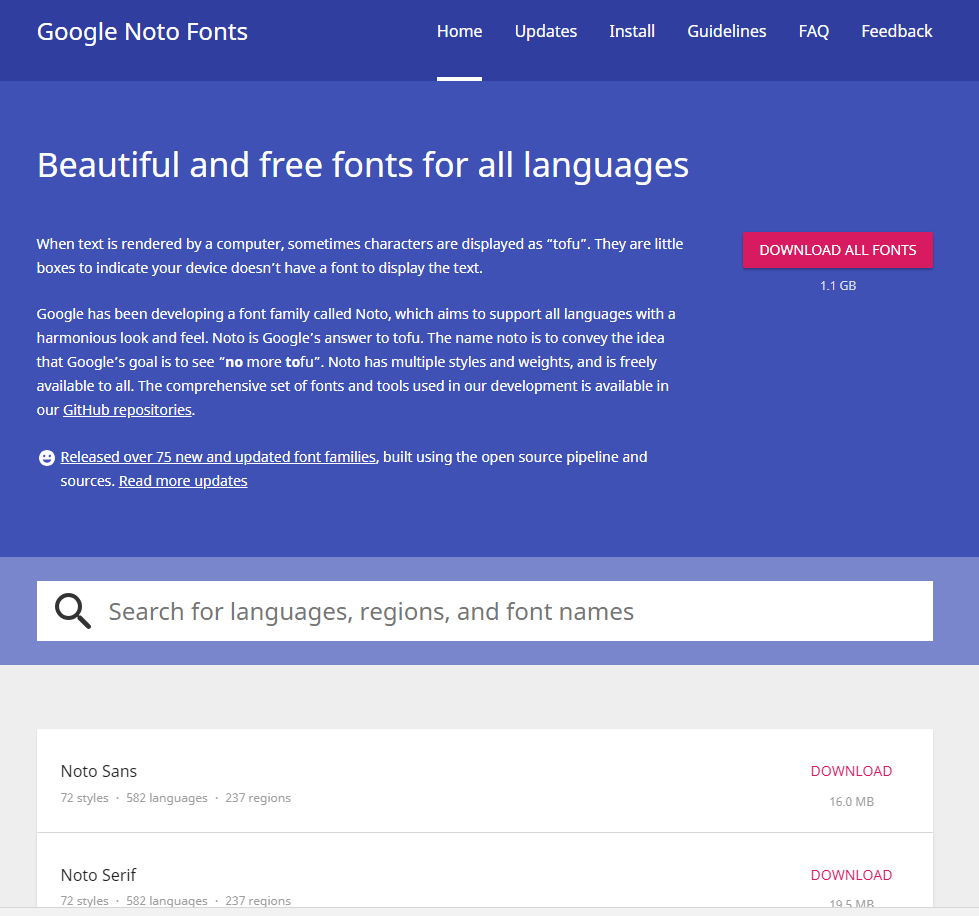 Google Noto Fonts
Home Updates Install Guidelines FAQ Feedback
Beautiful and free fonts for all languages
When text is rendered by a computer, sometimes characters are displayed as “tofu”. They are little
boxes to indicate your device doesn’t have a font to display the text.
DOWNLOAD ALL FONTS
1.1 GB
Google has been developing a font family called Noto, which aims to support all languages with a
harmonious look and feel. Noto is Google’s answer to tofu. The name noto is to convey the idea
that Google’s goal is to see “no more tofu”. Noto has multiple styles and weights, and is freely
available to all. The comprehensive set of fonts and tools used in our development is available in
our GitHub repositories.
Released over 75 new and updated font families, built using the open source pipeline and
sources. Read more updates
Search for languages, regions, and font names
Noto Sans
72 styles · 582 languages · 237 regions
DOWNLOAD
16.0 MB
Noto Serif
72 styles · 582 languages · 237 regions
DOWNLOAD
19.5 MB